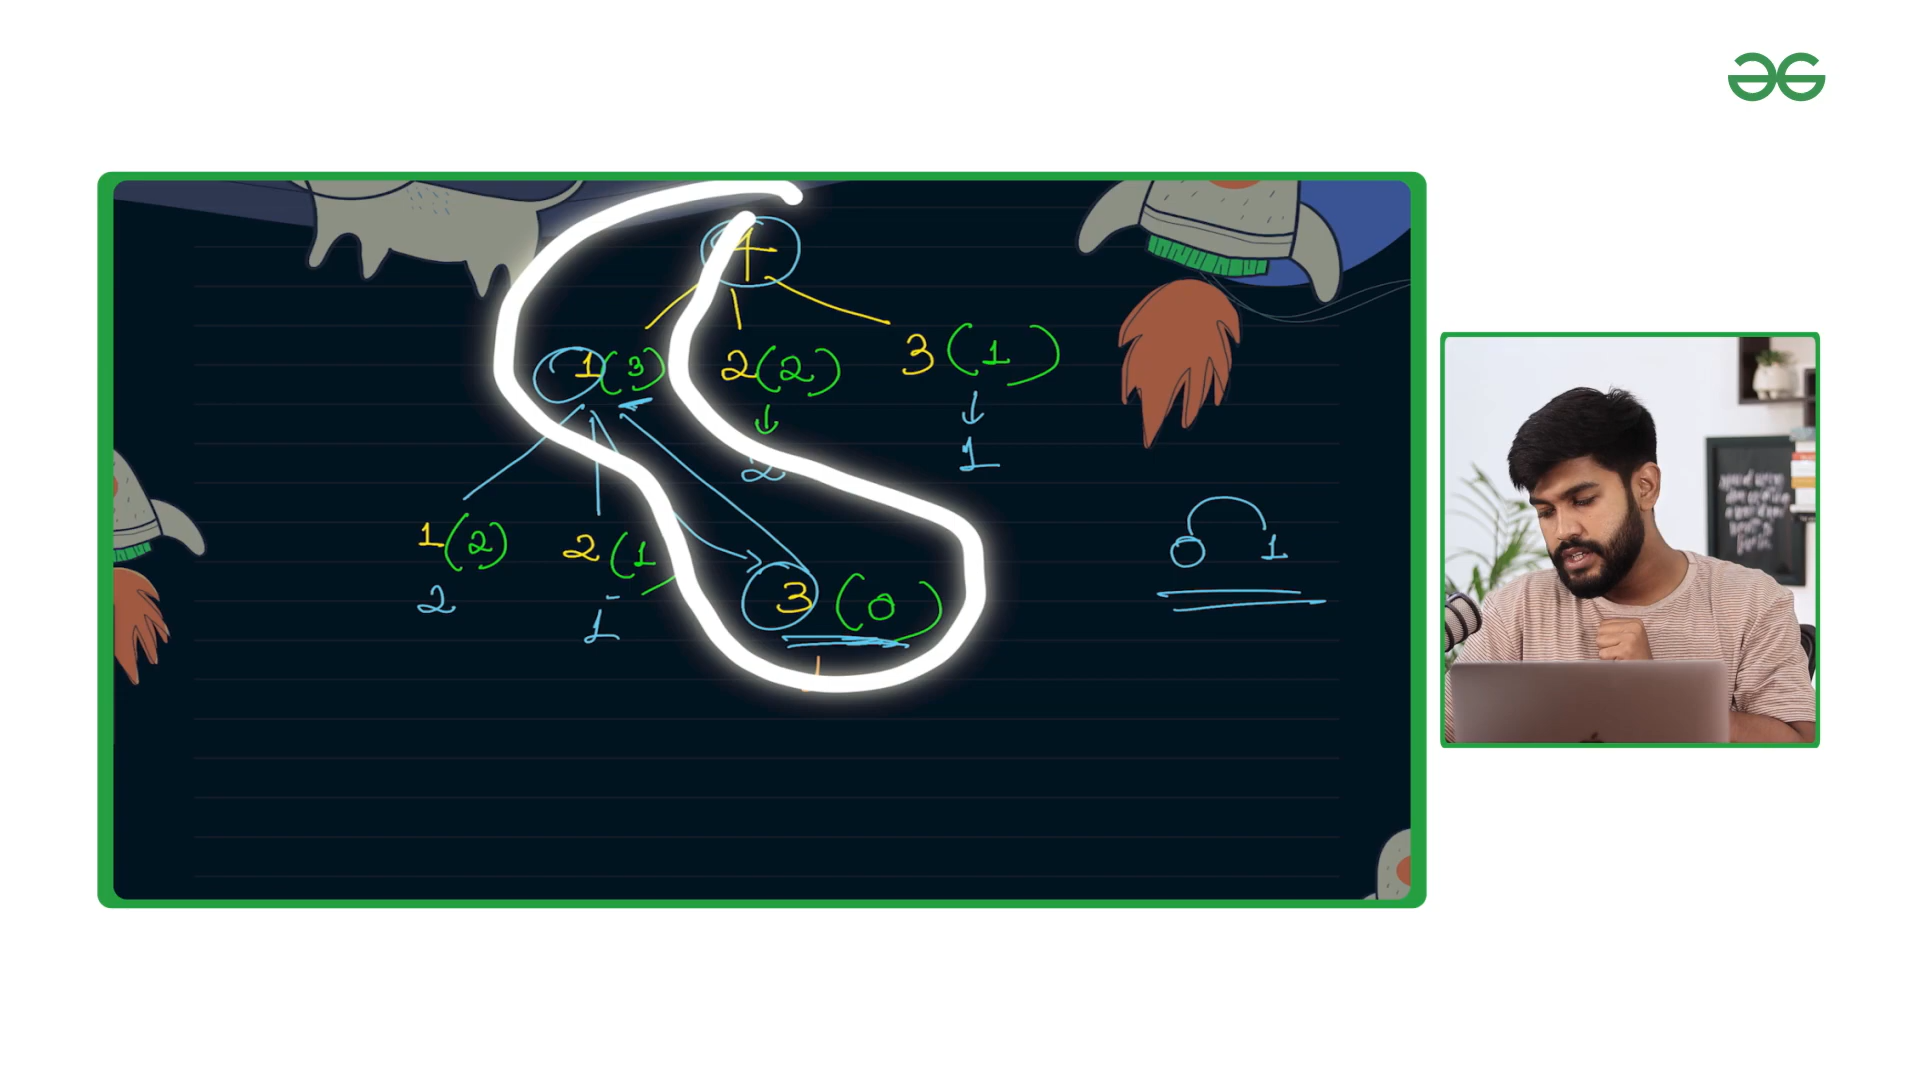 4
1 (3) 2 (2) 3 (1)
↓ ↓
2 1
1 (2) 2 (1 3 (0)
2 1
0 1